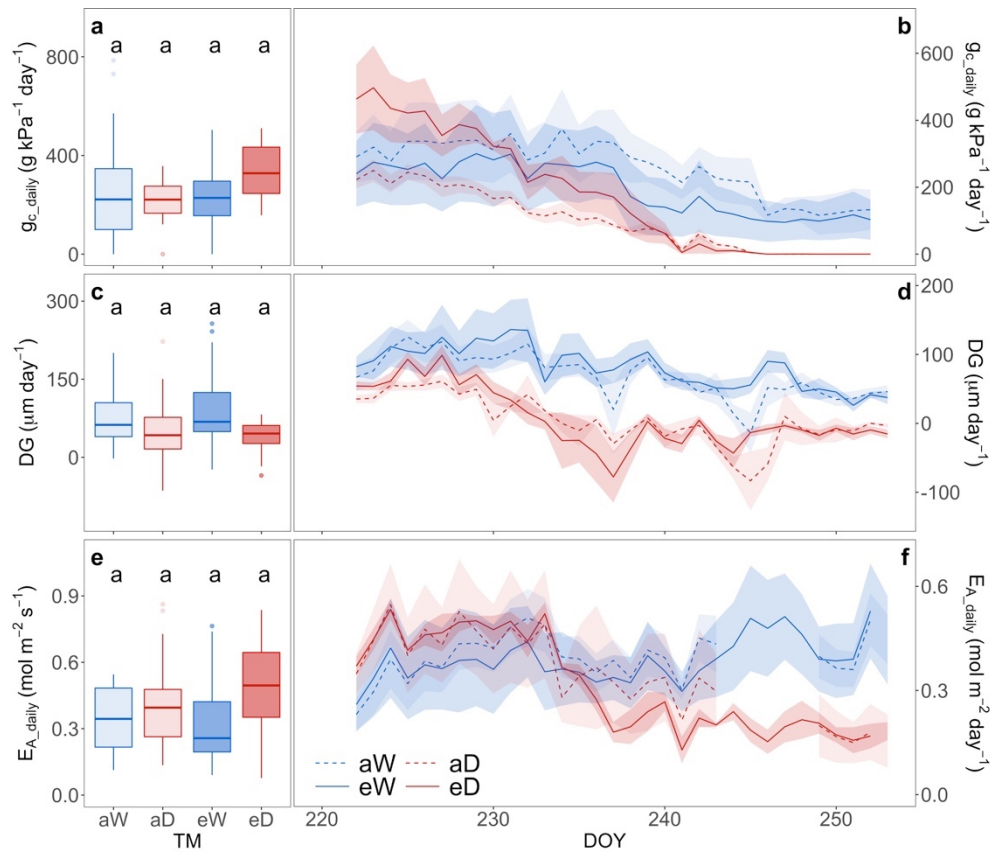 a
b
a a a a
800
400
0
g_c_daily (g kPa⁻¹ day⁻¹)
600
400
200
0
g_c_daily (g kPa⁻¹ day⁻¹)
c
d
a a a a
300
150
0
DG (μm day⁻¹)
200
100
0
-100
DG (μm day⁻¹)
e
f
a a a a
0.9
0.6
0.3
0.0
E_A_daily (mol m⁻² s⁻¹)
0.6
0.3
0.0
E_A_daily (mol m⁻² day⁻¹)
aW aD
eW eD
aW aD eW eD
220 230 240 250
TM
DOY